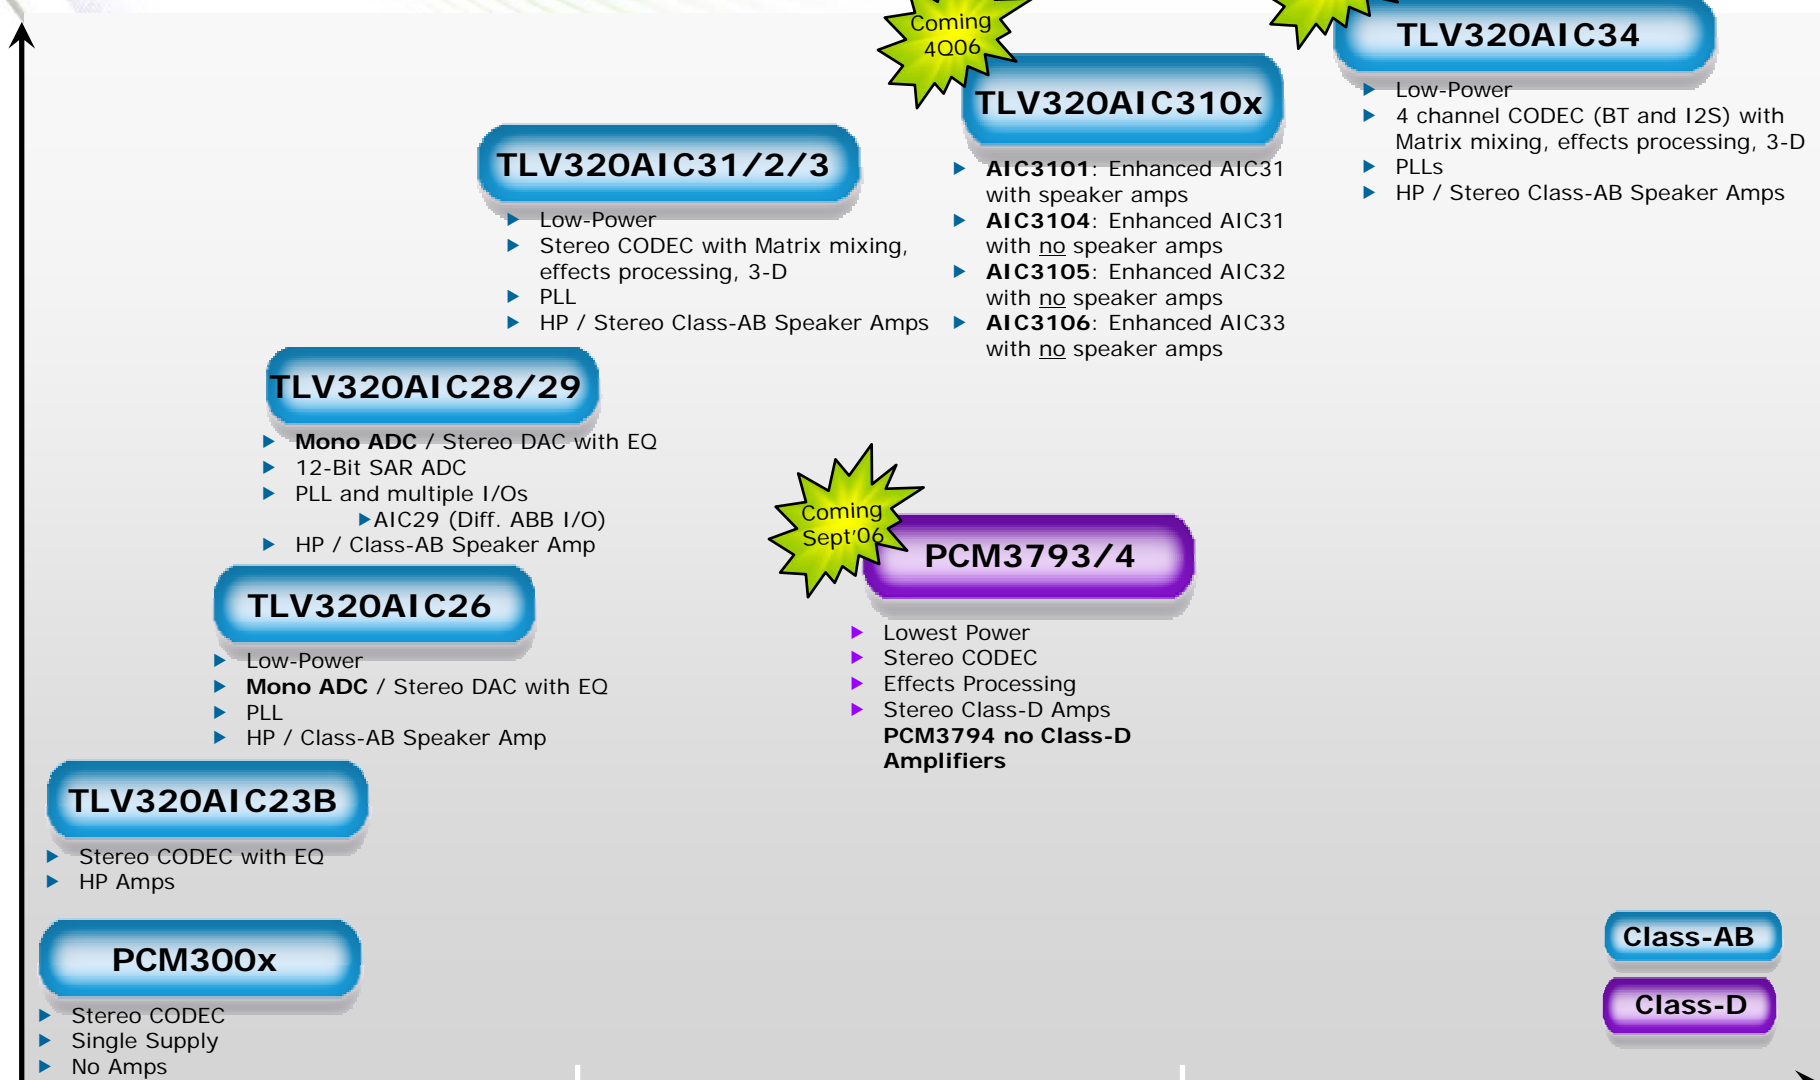 Coming
4Q06
TLV320AIC34
Low-Power
4 channel CODEC (BT and I2S) with
Matrix mixing, effects processing, 3-D
PLLs
HP / Stereo Class-AB Speaker Amps
TLV320AIC310x
AIC3101: Enhanced AIC31
with speaker amps
AIC3104: Enhanced AIC31
with no speaker amps
AIC3105: Enhanced AIC32
with no speaker amps
AIC3106: Enhanced AIC33
with no speaker amps
TLV320AIC31/2/3
Low-Power
Stereo CODEC with Matrix mixing,
effects processing, 3-D
PLL
HP / Stereo Class-AB Speaker Amps
TLV320AIC28/29
Mono ADC / Stereo DAC with EQ
12-Bit SAR ADC
PLL and multiple I/Os
AIC29 (Diff. ABB I/O)
HP / Class-AB Speaker Amp
Coming
Sept'06
PCM3793/4
Lowest Power
Stereo CODEC
Effects Processing
Stereo Class-D Amps
PCM3794 no Class-D
Amplifiers
TLV320AIC26
Low-Power
Mono ADC / Stereo DAC with EQ
PLL
HP / Class-AB Speaker Amp
TLV320AIC23B
Stereo CODEC with EQ
HP Amps
PCM300x
Stereo CODEC
Single Supply
No Amps
Class-AB
Class-D